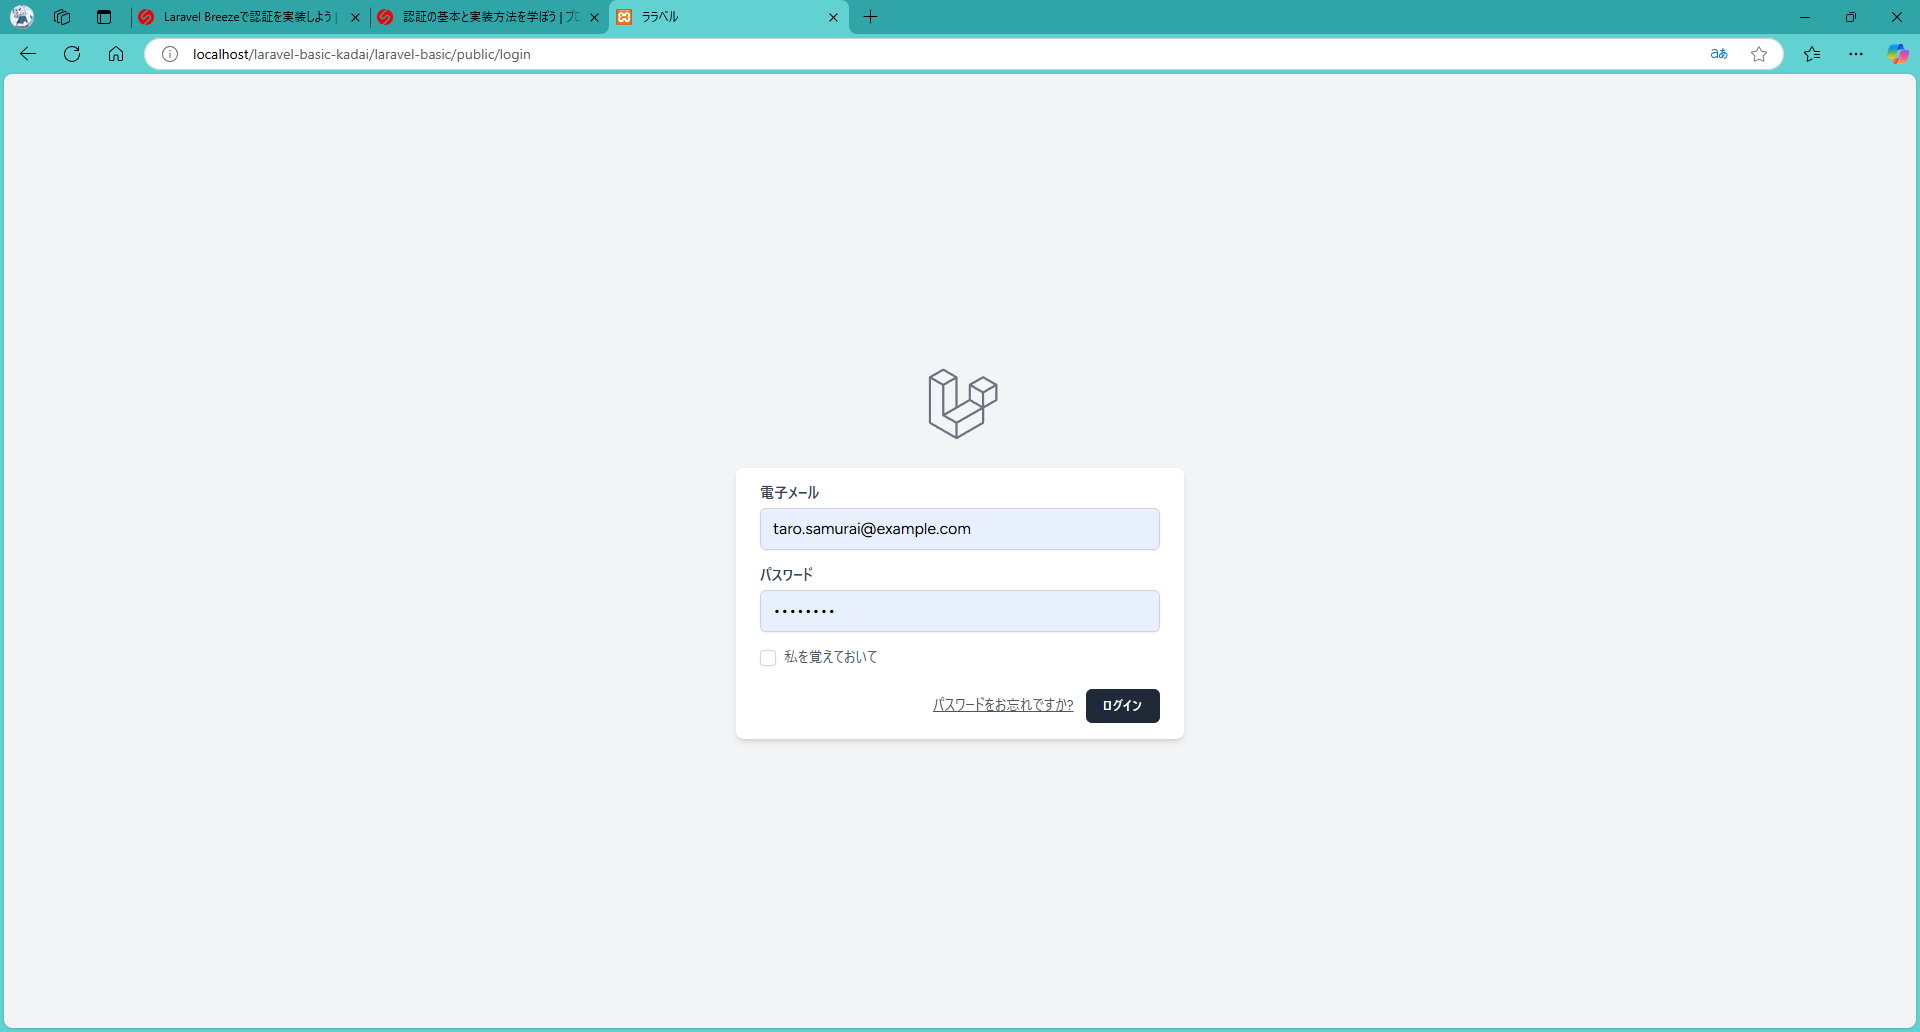 Laravel Breezeで認証を実装しよう |
認証の基本と実装方法を学ぼう | プロ
ララベル
localhost/laravel-basic-kadai/laravel-basic/public/login
aあ
電子メール
taro.samurai@example.com
パスワード
••••••••
私を覚えておいて
パスワードをお忘れですか?
ログイン